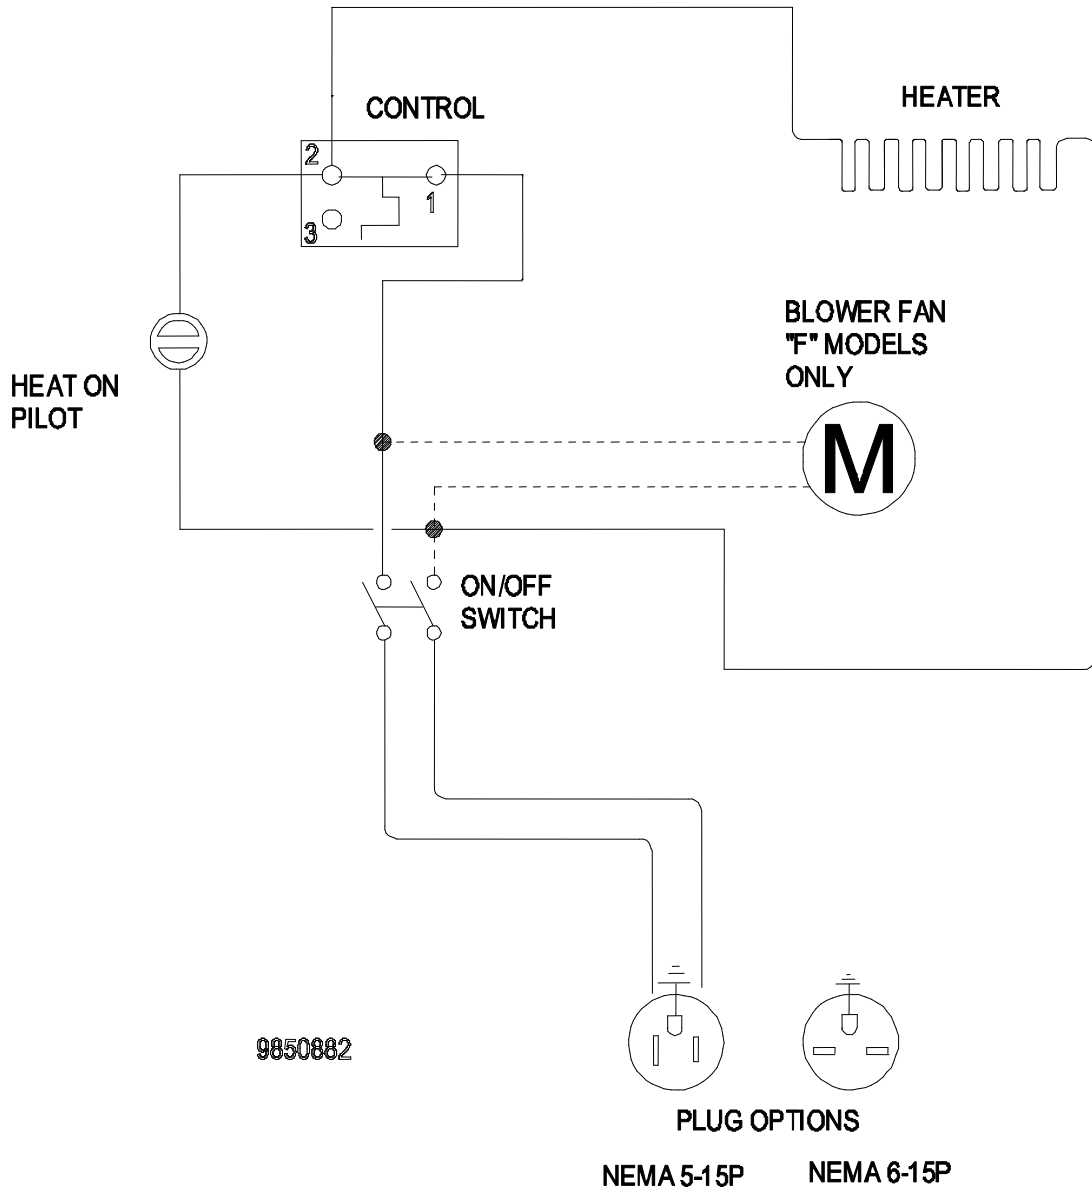 HEATER
CONTROL
2
1
3
BLOWER FAN
"F" MODELS
ONLY
HEAT ON
PILOT
M
ON/OFF
SWITCH
9850882
PLUG OPTIONS
NEMA 5-15P
NEMA 6-15P